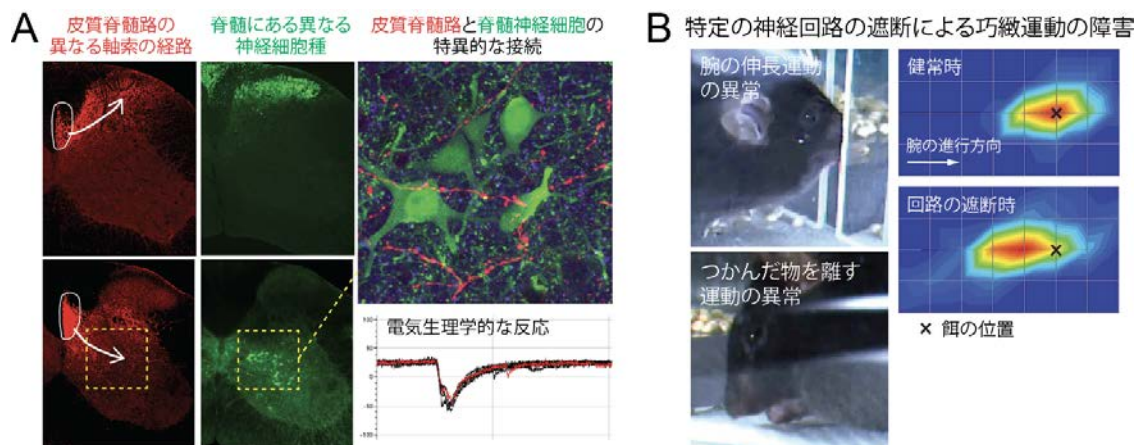 A
皮質脊髄路の
異なる軸索の経路
脊髄にある異なる
神経細胞種
皮質脊髄路と脊髄神経細胞の
特異的な接続
電気生理学的な反応
100
50
0
-50
-100
B 特定の神経回路の遮断による巧緻運動の障害
腕の伸長運動
の異常
つかんだ物を離す
運動の異常
健常時
腕の進行方向
回路の遮断時
× 餌の位置